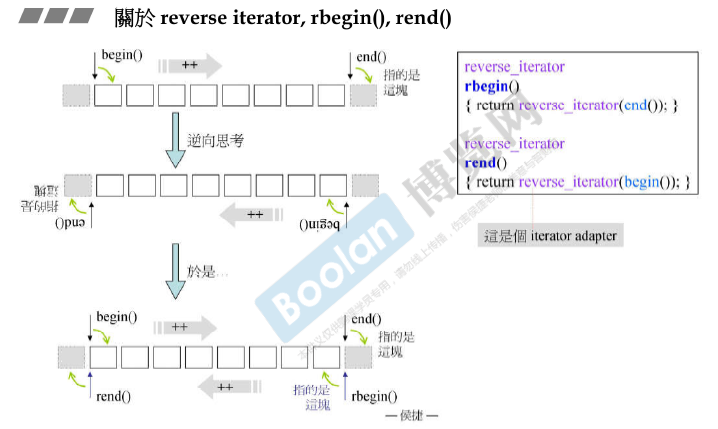 關於 reverse iterator, rbegin(), rend()
begin()
++
end()
指的是
這塊
逆向思考
指的是
這塊
end()
++
begin()
於是…
begin()
++
end()
指的是
這塊
rend()
++
指的是
這塊
rbegin()
— 侯捷 —
reverse_iterator
rbegin()
{ return reverse_iterator(end()); }
reverse_iterator
rend()
{ return reverse_iterator(begin()); }
這是個 iterator adapter
Boolan 博览网